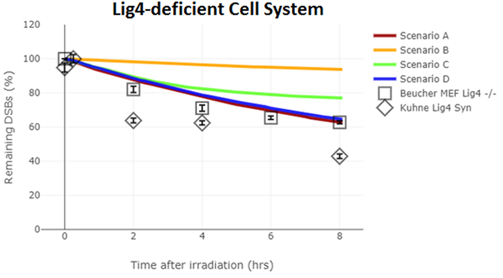 Lig4-deficient Cell System
Remaining DSBs (%)
120
100
80
60
40
20
0
0
2
4
6
8
Time after irradiation (hrs)
Scenario A
Scenario B
Scenario C
Scenario D
Beucher MEF Lig4 -/-
Kuhne Lig4 Syn